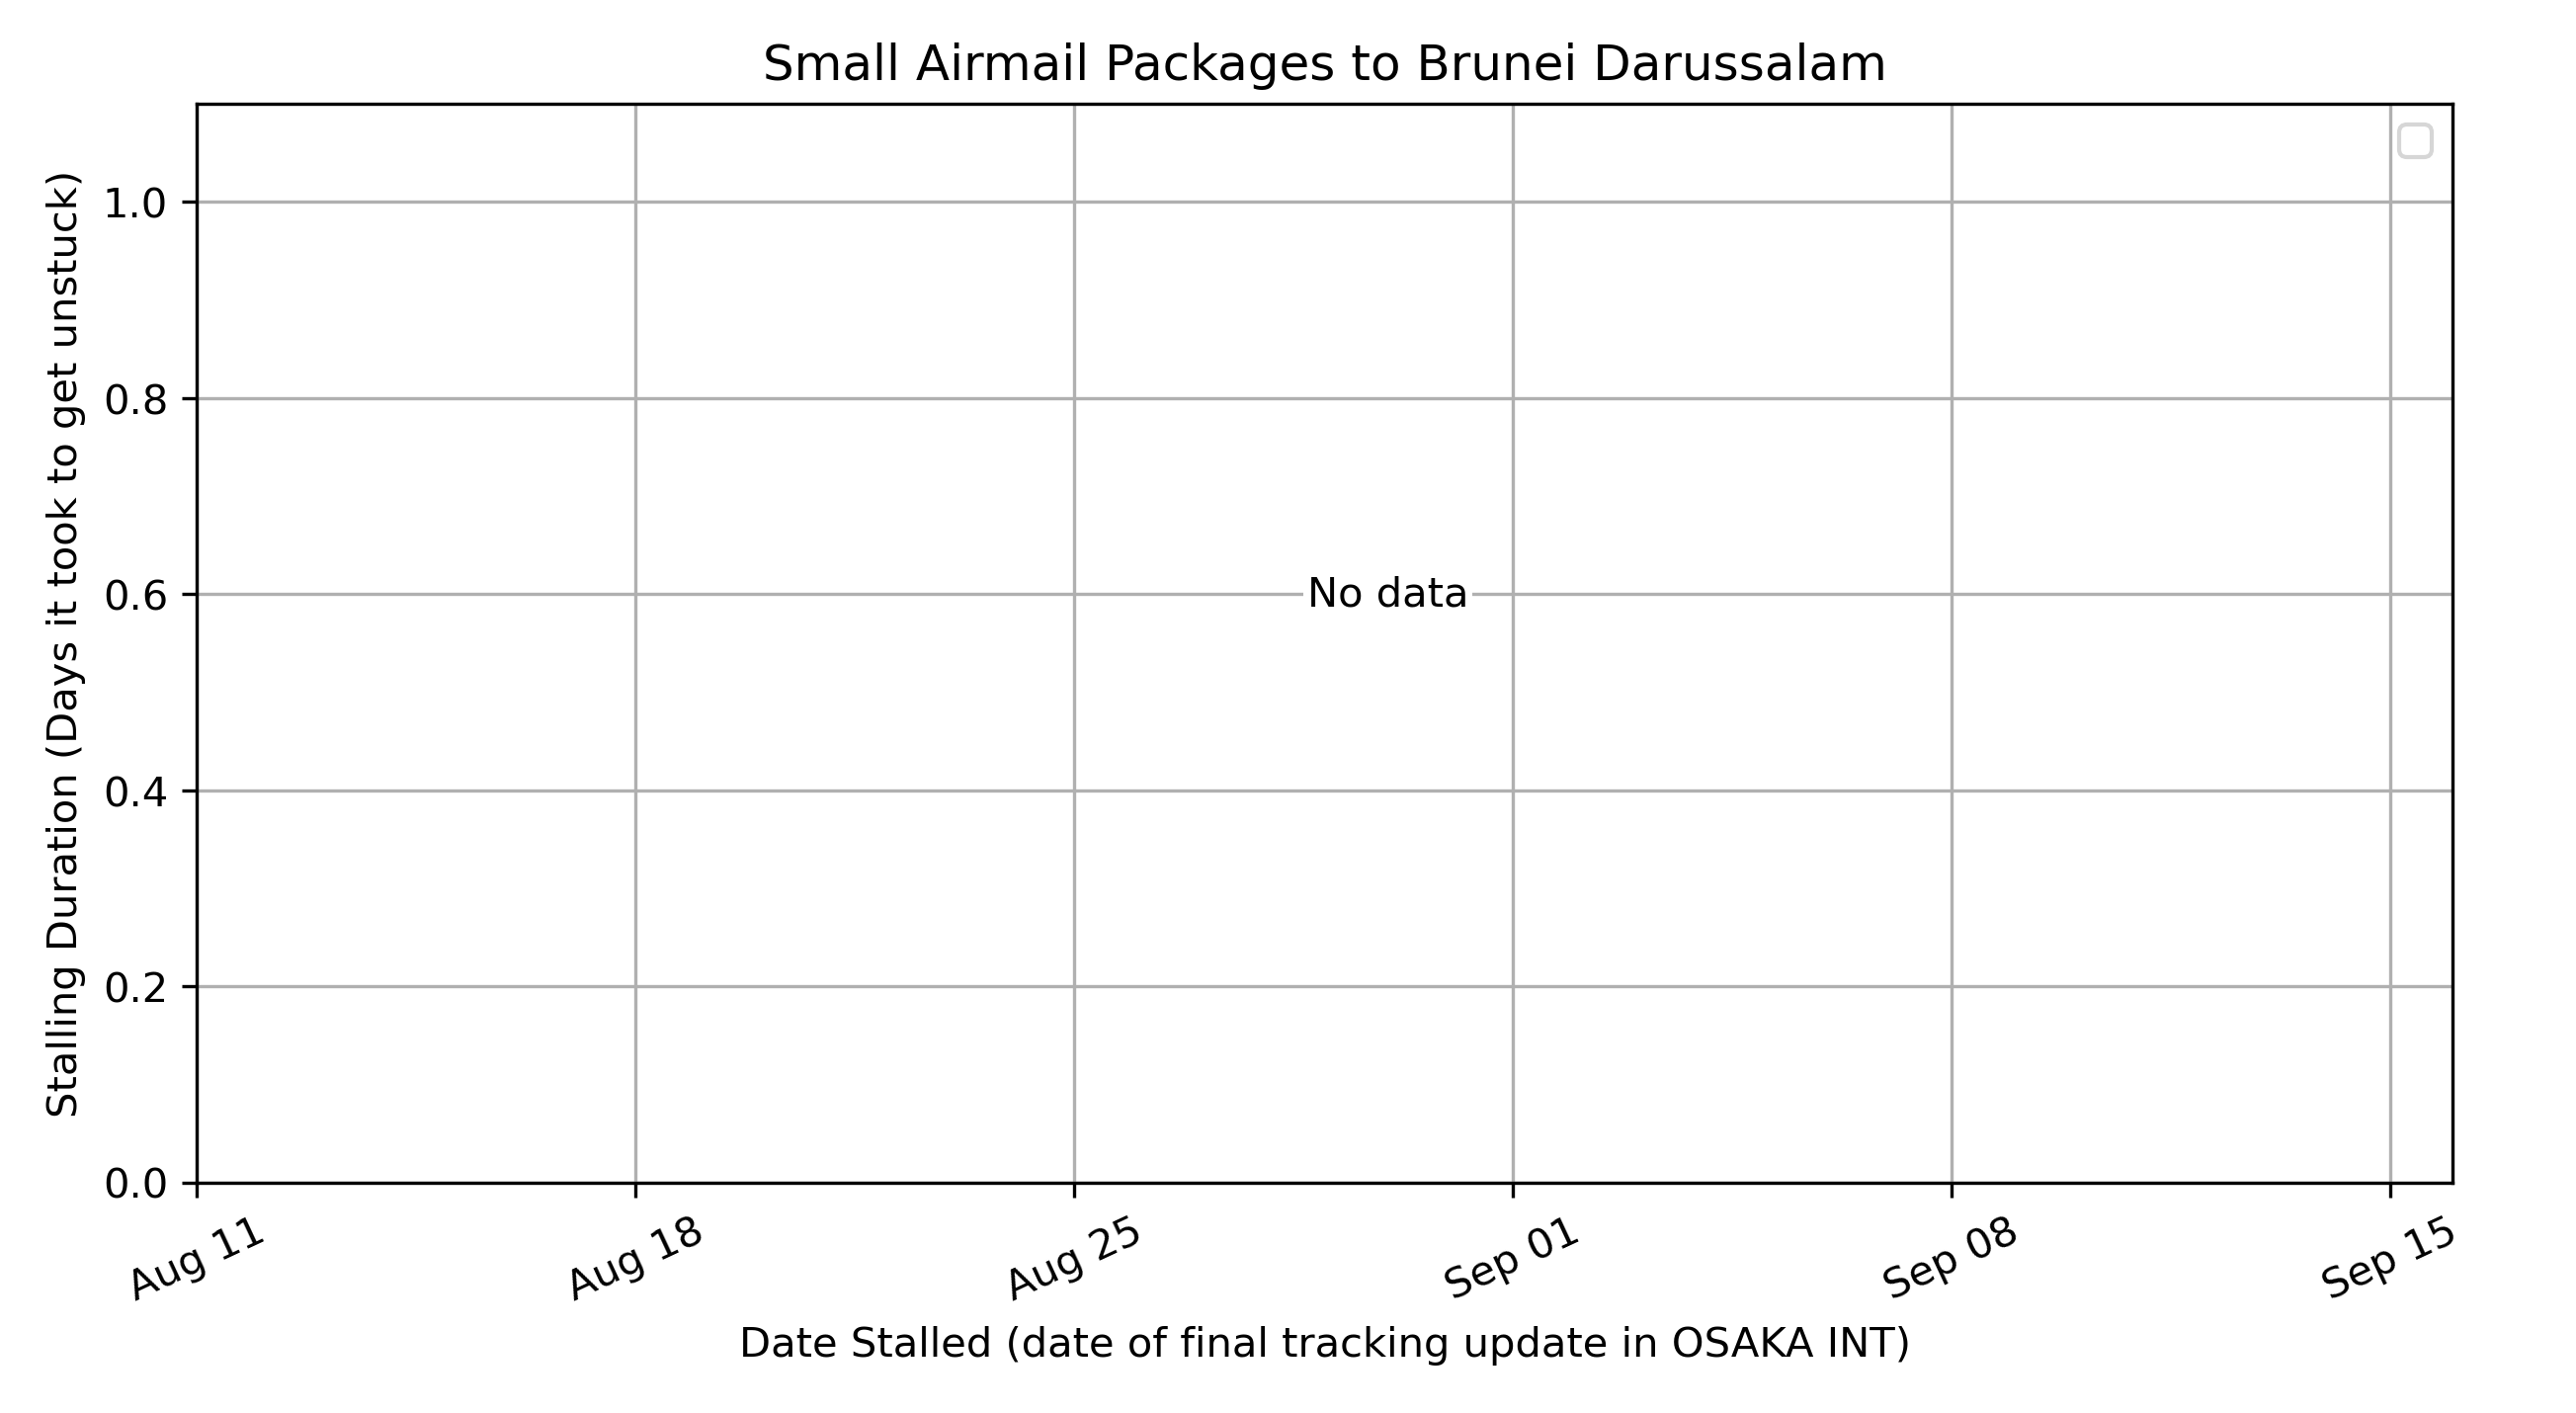 Small Airmail Packages to Brunei Darussalam
Stalling Duration (Days it took to get unstuck)
1.0
0.8
0.6
0.4
0.2
0.0
No data
Aug 11
Aug 18
Aug 25
Sep 01
Sep 08
Sep 15
Date Stalled (date of final tracking update in OSAKA INT)